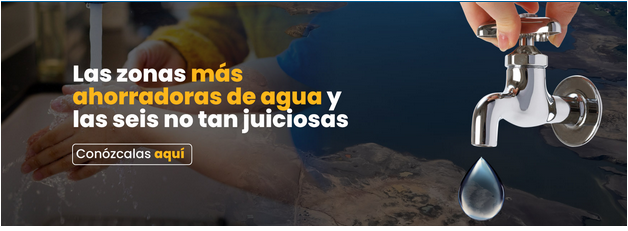 Las zonas más
ahorradoras de agua y
las seis no tan juiciosas
Conózcalas aquí